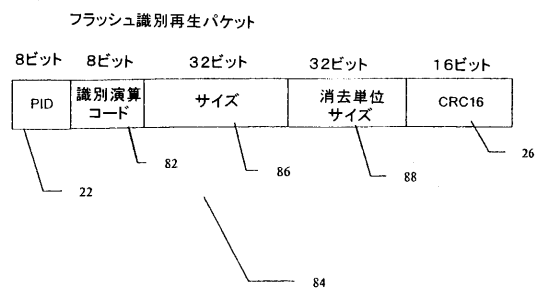 フラッシュ識別再生パケット
8ビット 8ビット 32ビット 32ビット 16ビット
PID 識別演算 サイズ 消去単位 CRC16
コード サイズ
82 86 88 26
22
84